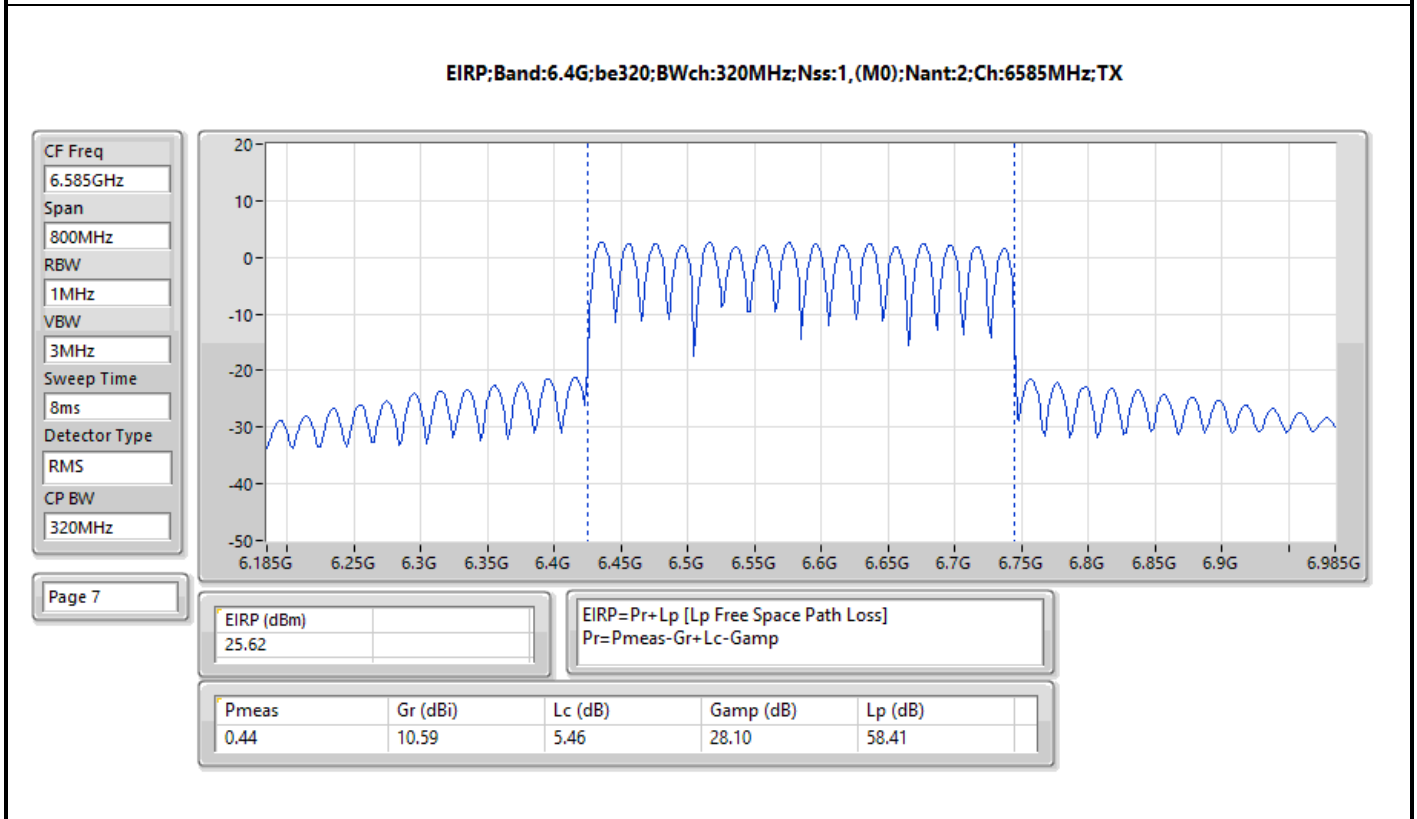 EIRP;Band:6.4G;be320;BWch:320MHz;Nss:1,(M0);Nant:2;Ch:6585MHz;TX
CF Freq
6.585GHz
Span
800MHz
RBW
1MHz
VBW
3MHz
Sweep Time
8ms
Detector Type
RMS
CP BW
320MHz
Page 7
20
10
0
-10
-20
-30
-40
-50
6.185G 6.25G 6.3G 6.35G 6.4G 6.45G 6.5G 6.55G 6.6G 6.65G 6.7G 6.75G 6.8G 6.85G 6.9G 6.985G
EIRP (dBm)
25.62
EIRP=Pr+Lp [Lp Free Space Path Loss]
Pr=Pmeas-Gr+Lc-Gamp
Pmeas Gr (dBi) Lc (dB) Gamp (dB) Lp (dB)
0.44 10.59 5.46 28.10 58.41